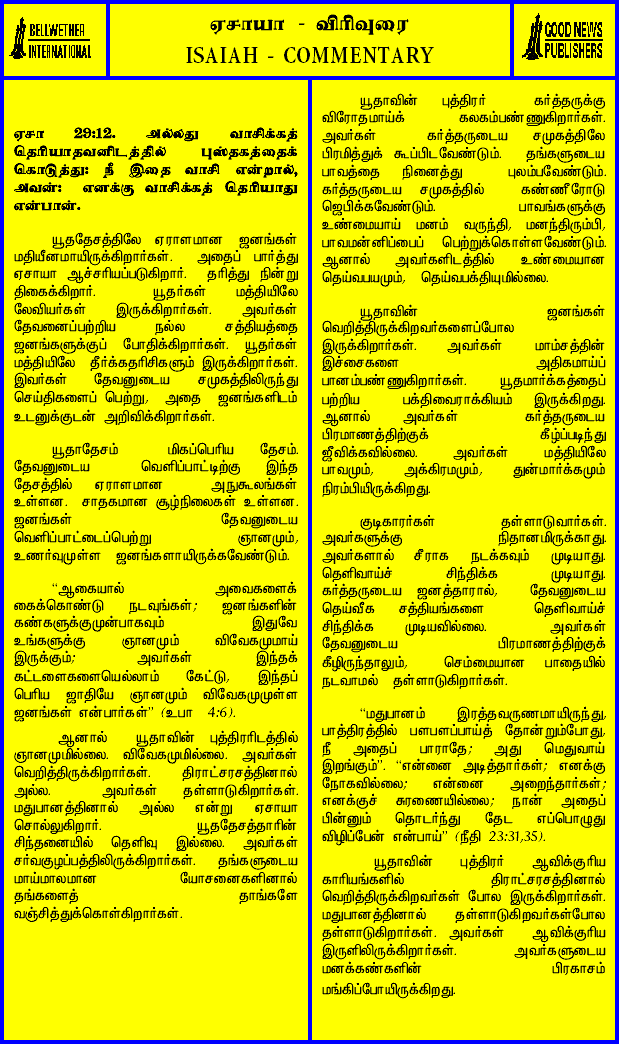 BELLWETHER
INTERNATIONAL
ஏசாயா - விரிவுரை
ISAIAH - COMMENTARY
GOOD NEWS
PUBLISHERS
ஏசா 29:12. அல்லது வாசிக்கத்
தெரியாதவனிடத்தில் புஸ்தகத்தைக்
கொடுத்து: நீ இதை வாசி என்றால்,
அவன்: எனக்கு வாசிக்கத் தெரியாது
என்பான்.
யூததேசத்திலே ஏராளமான ஜனங்கள்
மதியீனமாயிருக்கிறார்கள். அதைப் பார்த்து
ஏசாயா ஆச்சரியப்படுகிறார். தரித்து நின்று
திகைக்கிறார். யூதர்கள் மத்தியிலே
லேவியர்கள் இருக்கிறார்கள். அவர்கள்
தேவனைப்பற்றிய நல்ல சத்தியத்தை
ஜனங்களுக்குப் போதிக்கிறார்கள். யூதர்கள்
மத்தியிலே தீர்க்கதரிசிகளும் இருக்கிறார்கள்.
இவர்கள் தேவனுடைய சமுகத்திலிருந்து
செய்திகளைப் பெற்று, அதை ஜனங்களிடம்
உடனுக்குடன் அறிவிக்கிறார்கள்.
யூதாதேசம் மிகப்பெரிய தேசம்.
தேவனுடைய வெளிப்பாட்டிற்கு இந்த
தேசத்தில் ஏராளமான அநுகூலங்கள்
உள்ளன. சாதகமான சூழ்நிலைகள் உள்ளன.
ஜனங்கள் தேவனுடைய
வெளிப்பாட்டைப்பெற்று ஞானமும்,
உணர்வுமுள்ள ஜனங்களாயிருக்கவேண்டும்.
“ஆகையால் அவைகளைக்
கைக்கொண்டு நடவுங்கள்; ஜனங்களின்
கண்களுக்குமுன்பாகவும் இதுவே
உங்களுக்கு ஞானமும் விவேகமுமாய்
இருக்கும்; அவர்கள் இந்தக்
கட்டளைகளையெல்லாம் கேட்டு, இந்தப்
பெரிய ஜாதியே ஞானமும் விவேகமுமுள்ள
ஜனங்கள் என்பார்கள்” (உபா 4:6).
ஆனால் யூதாவின் புத்திரரிடத்தில்
ஞானமுமில்லை. விவேகமுமில்லை. அவர்கள்
வெறித்திருக்கிறார்கள். திராட்சரசத்தினால்
அல்ல. அவர்கள் தள்ளாடுகிறார்கள்.
மதுபானத்தினால் அல்ல என்று ஏசாயா
சொல்லுகிறார். யூததேசத்தாரின்
சிந்தனையில் தெளிவு இல்லை. அவர்கள்
சர்வகுழப்பத்திலிருக்கிறார்கள். தங்களுடைய
மாய்மாலமான யோசனைகளினால்
தங்களைத் தாங்களே
வஞ்சித்துக்கொள்கிறார்கள்.
யூதாவின் புத்திரர் கர்த்தருக்கு
விரோதமாய்க் கலகம்பண்ணுகிறார்கள்.
அவர்கள் கர்த்தருடைய சமுகத்திலே
பிரமித்துக் கூப்பிடவேண்டும். தங்களுடைய
பாவத்தை நினைத்து புலம்பவேண்டும்.
கர்த்தருடைய சமுகத்தில் கண்ணீரோடு
ஜெபிக்கவேண்டும். பாவங்களுக்கு
உண்மையாய் மனம் வருந்தி, மனந்திரும்பி,
பாவமன்னிப்பைப் பெற்றுக்கொள்ளவேண்டும்.
ஆனால் அவர்களிடத்தில் உண்மையான
தெய்வபயமும், தெய்வபக்தியுமில்லை.
யூதாவின் ஜனங்கள்
வெறித்திருக்கிறவர்களைப்போல
இருக்கிறார்கள். அவர்கள் மாம்சத்தின்
இச்சைகளை அதிகமாய்ப்
பானம்பண்ணுகிறார்கள். யூதமார்க்கத்தைப்
பற்றிய பக்திவைராக்கியம் இருக்கிறது.
ஆனால் அவர்கள் கர்த்தருடைய
பிரமாணத்திற்குக் கீழ்ப்படிந்து
ஜீவிக்கவில்லை. அவர்கள் மத்தியிலே
பாவமும், அக்கிரமமும், துன்மார்க்கமும்
நிரம்பியிருக்கிறது.
குடிகாரர்கள் தள்ளாடுவார்கள்.
அவர்களுக்கு நிதானமிருக்காது.
அவர்களால் சீராக நடக்கவும் முடியாது.
தெளிவாய்ச் சிந்திக்க முடியாது.
கர்த்தருடைய ஜனத்தாரால், தேவனுடைய
தெய்வீக சத்தியங்களை தெளிவாய்ச்
சிந்திக்க முடியவில்லை. அவர்கள்
தேவனுடைய பிரமாணத்திற்குக்
கீழிருந்தாலும், செம்மையான பாதையில்
நடவாமல் தள்ளாடுகிறார்கள்.
“மதுபானம் இரத்தவருணமாயிருந்து,
பாத்திரத்தில் பளபளப்பாய்த் தோன்றும்போது,
நீ அதைப் பாராதே; அது மெதுவாய்
இறங்கும்”. “என்னை அடித்தார்கள்; எனக்கு
நோகவில்லை; என்னை அறைந்தார்கள்;
எனக்குச் சுரணையில்லை; நான் அதைப்
பின்னும் தொடர்ந்து தேட எப்பொழுது
விழிப்பேன் என்பாய்” (நீதி 23:31,35).
யூதாவின் புத்திரர் ஆவிக்குரிய
காரியங்களில் திராட்சரசத்தினால்
வெறித்திருக்கிறவர்கள் போல இருக்கிறார்கள்.
மதுபானத்தினால் தள்ளாடுகிறவர்கள்போல
தள்ளாடுகிறார்கள். அவர்கள் ஆவிக்குரிய
இருளிலிருக்கிறார்கள். அவர்களுடைய
மனக்கண்களின் பிரகாசம்
மங்கிப்போயிருக்கிறது.